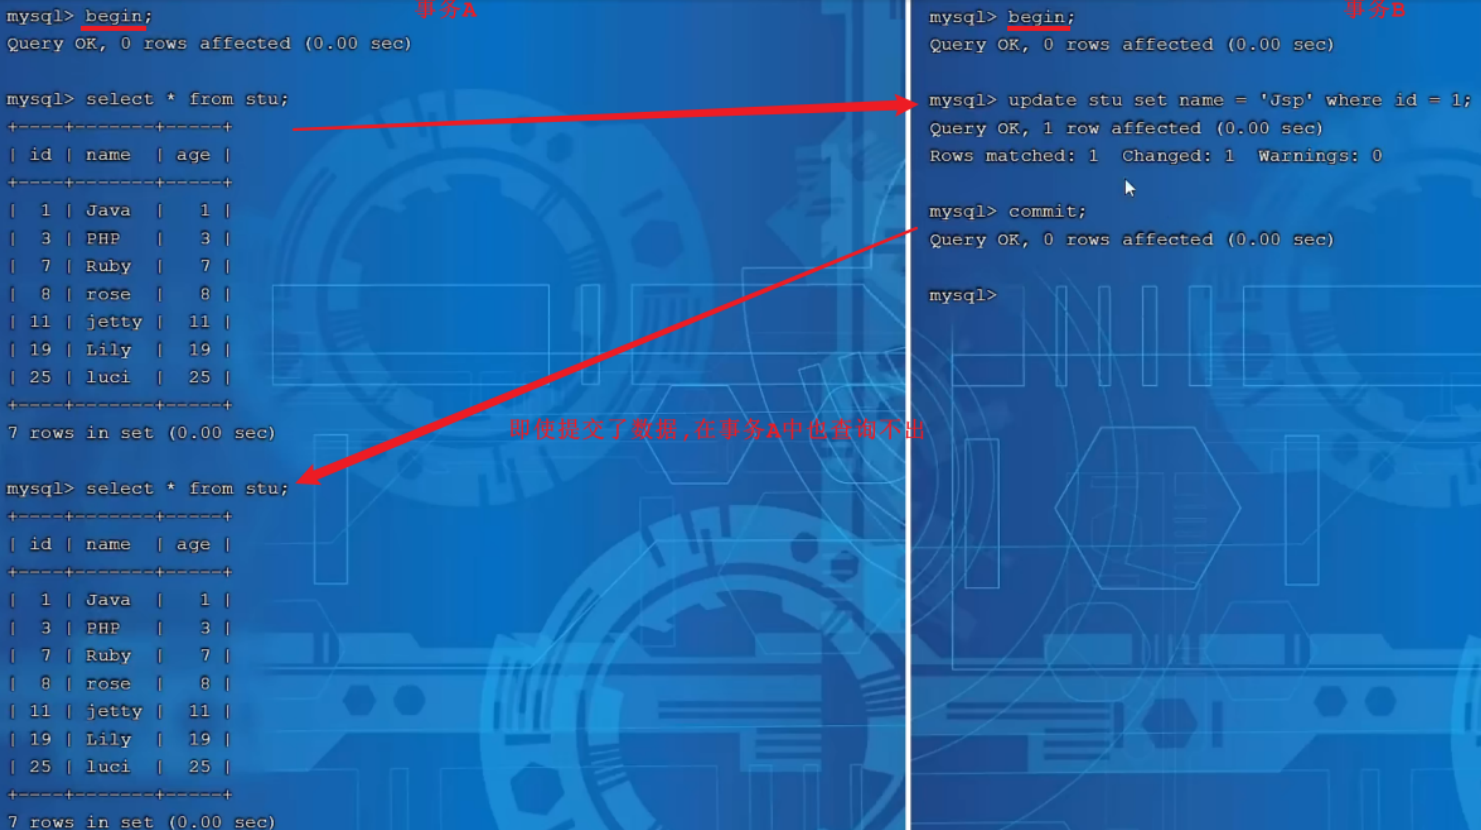 事务A
mysql> begin;
Query OK, 0 rows affected (0.00 sec)
mysql> select * from stu;
+----+-------+-----+
| id | name  | age |
+----+-------+-----+
|  1 | Java  |   1 |
|  3 | PHP   |   3 |
|  7 | Ruby  |   7 |
|  8 | rose  |   8 |
| 11 | jetty |  11 |
| 19 | Lily  |  19 |
| 25 | luci  |  25 |
+----+-------+-----+
7 rows in set (0.00 sec)
mysql> select * from stu;
+----+-------+-----+
| id | name  | age |
+----+-------+-----+
|  1 | Java  |   1 |
|  3 | PHP   |   3 |
|  7 | Ruby  |   7 |
|  8 | rose  |   8 |
| 11 | jetty |  11 |
| 19 | Lily  |  19 |
| 25 | luci  |  25 |
+----+-------+-----+
7 rows in set (0.00 sec)
即使提交了数据,在事务A中也查询不出
事务B
mysql> begin;
Query OK, 0 rows affected (0.00 sec)
mysql> update stu set name = 'Jsp' where id = 1;
Query OK, 1 row affected (0.00 sec)
Rows matched: 1  Changed: 1  Warnings: 0
mysql> commit;
Query OK, 0 rows affected (0.00 sec)
mysql>